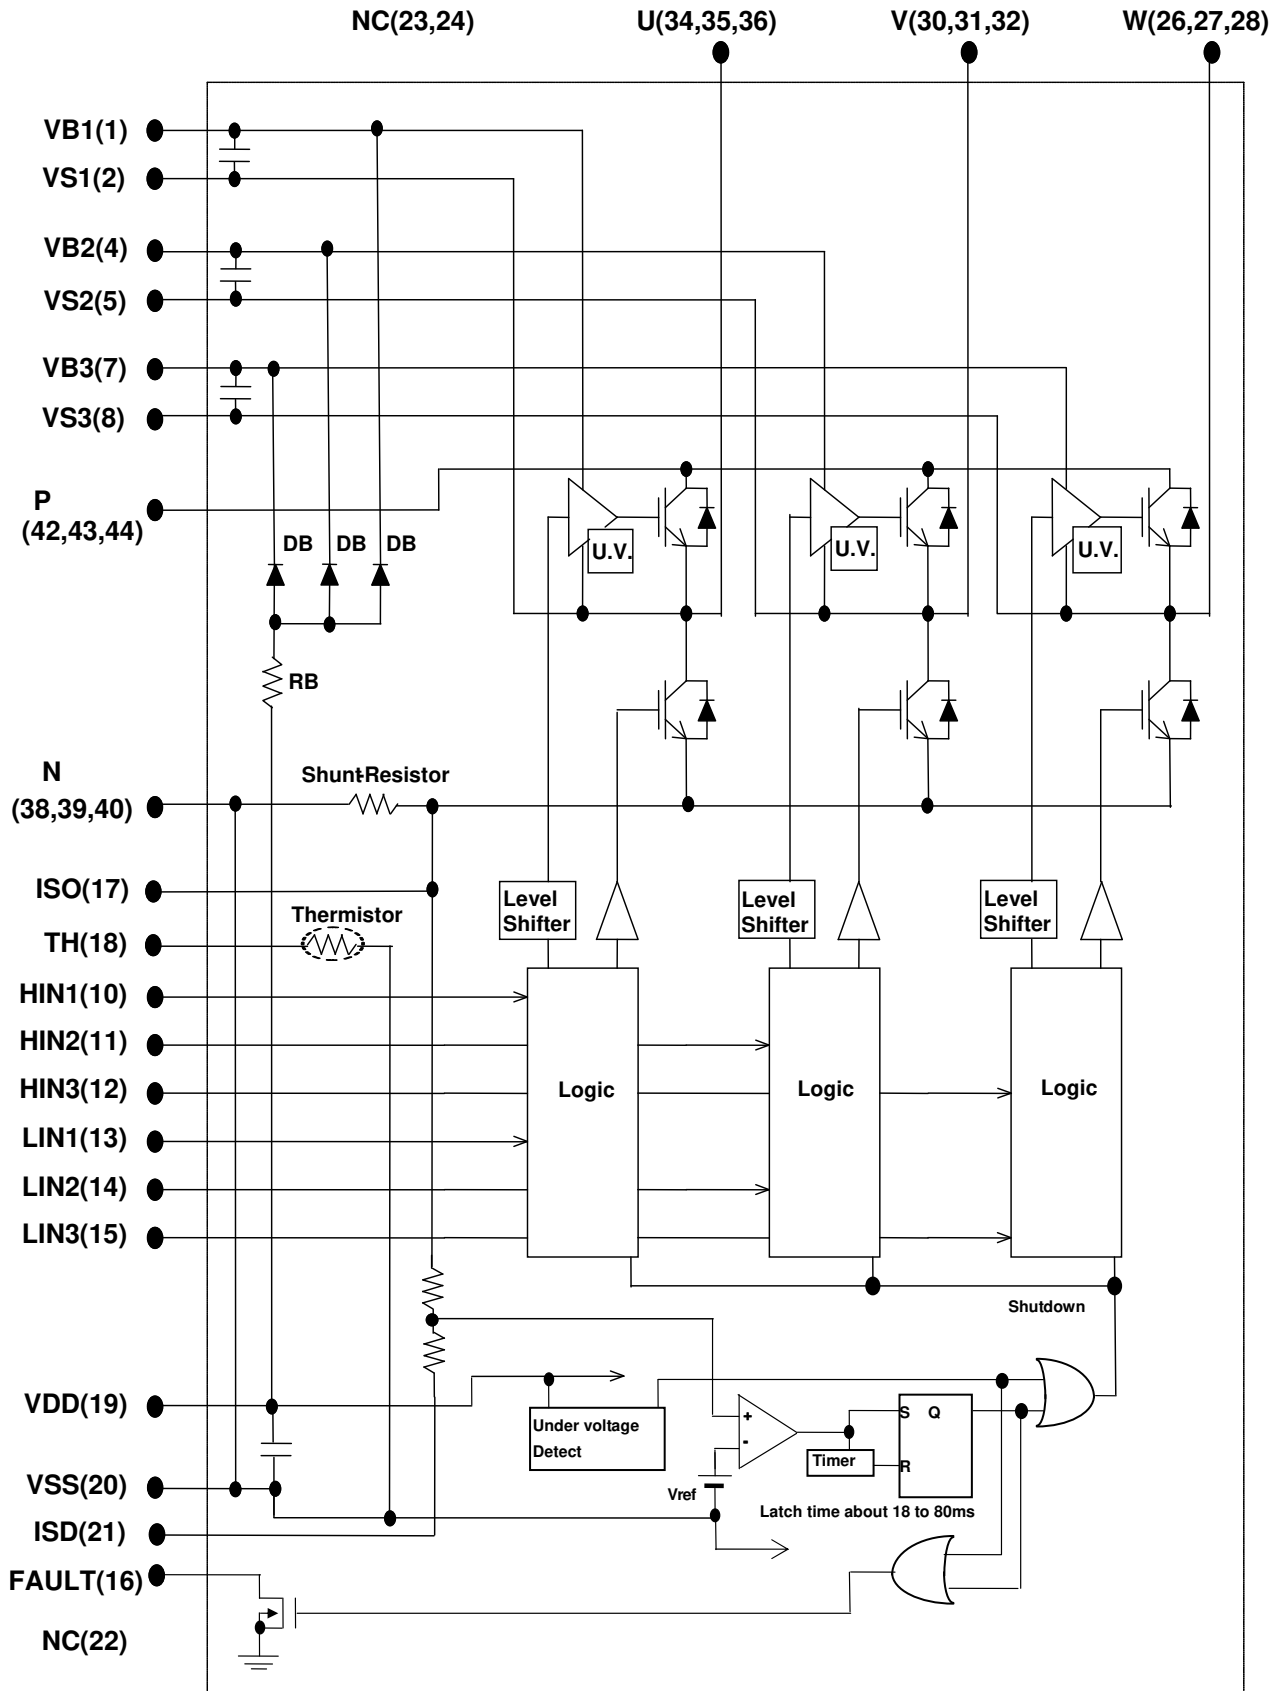 NC(23,24)
U(34,35,36)
V(30,31,32)
W(26,27,28)
VB1(1)
VS1(2)
VB2(4)
VS2(5)
VB3(7)
VS3(8)
P
(42,43,44)
DB
DB
DB
U.V.
U.V.
U.V.
RB
N
(38,39,40)
Shunt-Resistor
ISO(17)
Thermistor
TH(18)
Level
Shifter
Level
Shifter
Level
Shifter
HIN1(10)
HIN2(11)
HIN3(12)
LIN1(13)
LIN2(14)
LIN3(15)
Logic
Logic
Logic
Shutdown
VDD(19)
Under voltage
Detect
+
-
S Q
R
Timer
Vref
Latch time about 18 to 80ms
VSS(20)
ISD(21)
FAULT(16)
NC(22)